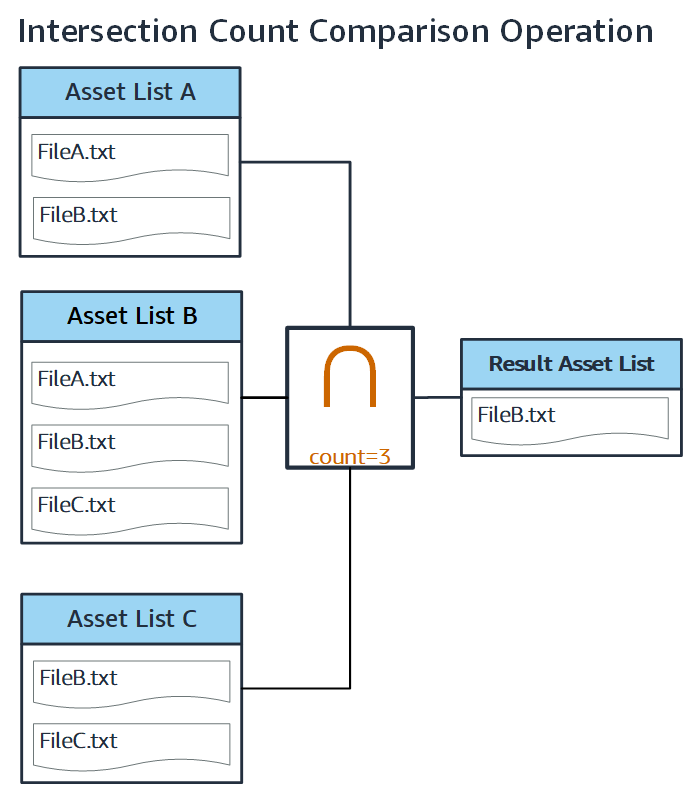 Intersection Count Comparison Operation
Asset List A
FileA.txt
FileB.txt
Asset List B
FileA.txt
FileB.txt
FileC.txt
Asset List C
FileB.txt
FileC.txt
count=3
Result Asset List
FileB.txt